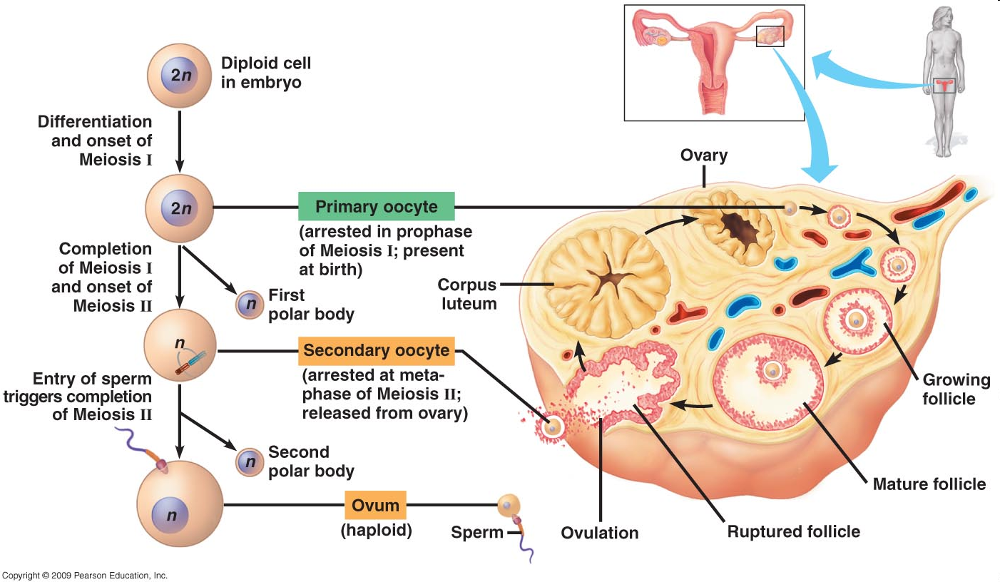 2n
Diploid cell
in embryo
Differentiation
and onset of
Meiosis I
2n
Primary oocyte
(arrested in prophase
of Meiosis I; present
at birth)
Completion
of Meiosis I
and onset of
Meiosis II
n
First
polar body
n
Secondary oocyte
(arrested at meta-
phase of Meiosis II;
released from ovary)
Entry of sperm
triggers completion
of Meiosis II
n
Second
polar body
n
Ovum
(haploid)
Sperm
Ovary
Corpus
luteum
Growing
follicle
Mature follicle
Ruptured follicle
Ovulation
Copyright © 2009 Pearson Education, Inc.